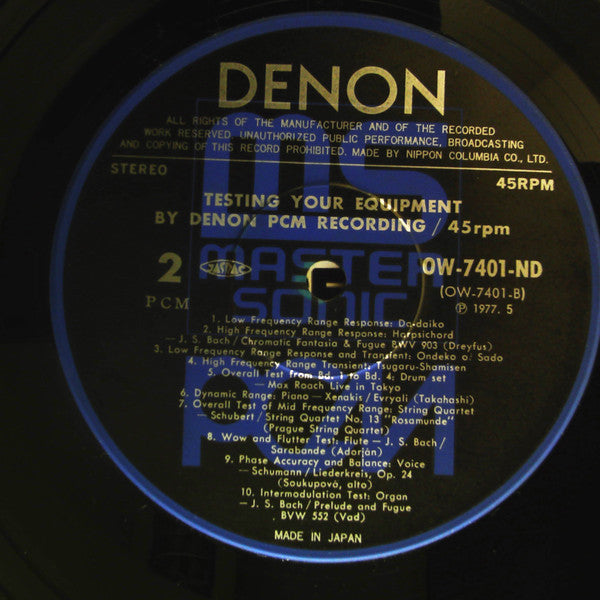 DENON
ALL RIGHTS OF THE MANUFACTURER AND OF THE RECORDED
WORK RESERVED. UNAUTHORIZED PUBLIC PERFORMANCE, BROADCASTING
AND COPYING OF THIS RECORD PROHIBITED. MADE BY NIPPON COLUMBIA CO., LTD.
STEREO
45RPM
TESTING YOUR EQUIPMENT
BY DENON PCM RECORDING / 45rpm
2
JASRAC
OW-7401-ND
MASTER
SONIC
(OW-7401-B)
PCM
℗ 1977. 5
1. Low Frequency Range Response: Da-daiko
2. High Frequency Range Response: Harpsichord
— J. S. Bach / Chromatic Fantasia & Fugue BWV 903 (Dreyfus)
3. Low Frequency Range Response and Transient: Ondeko o: Sado
4. High Frequency Range Transient: Tsugaru-Shamisen
5. Overall Test from Bd. 1 to Bd. 4: Drum set
— Max Roach Live in Tokyo
6. Dynamic Range: Piano — Xenakis / Evryali (Takahashi)
7. Overall Test of Mid Frequency Range: String Quartet
— Schubert / String Quartet No. 13 "Rosamunde"
(Prague String Quartet)
8. Wow and Flutter Test: Flute — J. S. Bach /
Sarabande (Adorján)
9. Phase Accuracy and Balance: Voice
— Schumann / Liederkreis, Op. 24
(Soukupová, alto)
10. Intermodulation Test: Organ
— J. S. Bach / Prelude and Fugue
BVW 552 (Vad)
pcm
MADE IN JAPAN